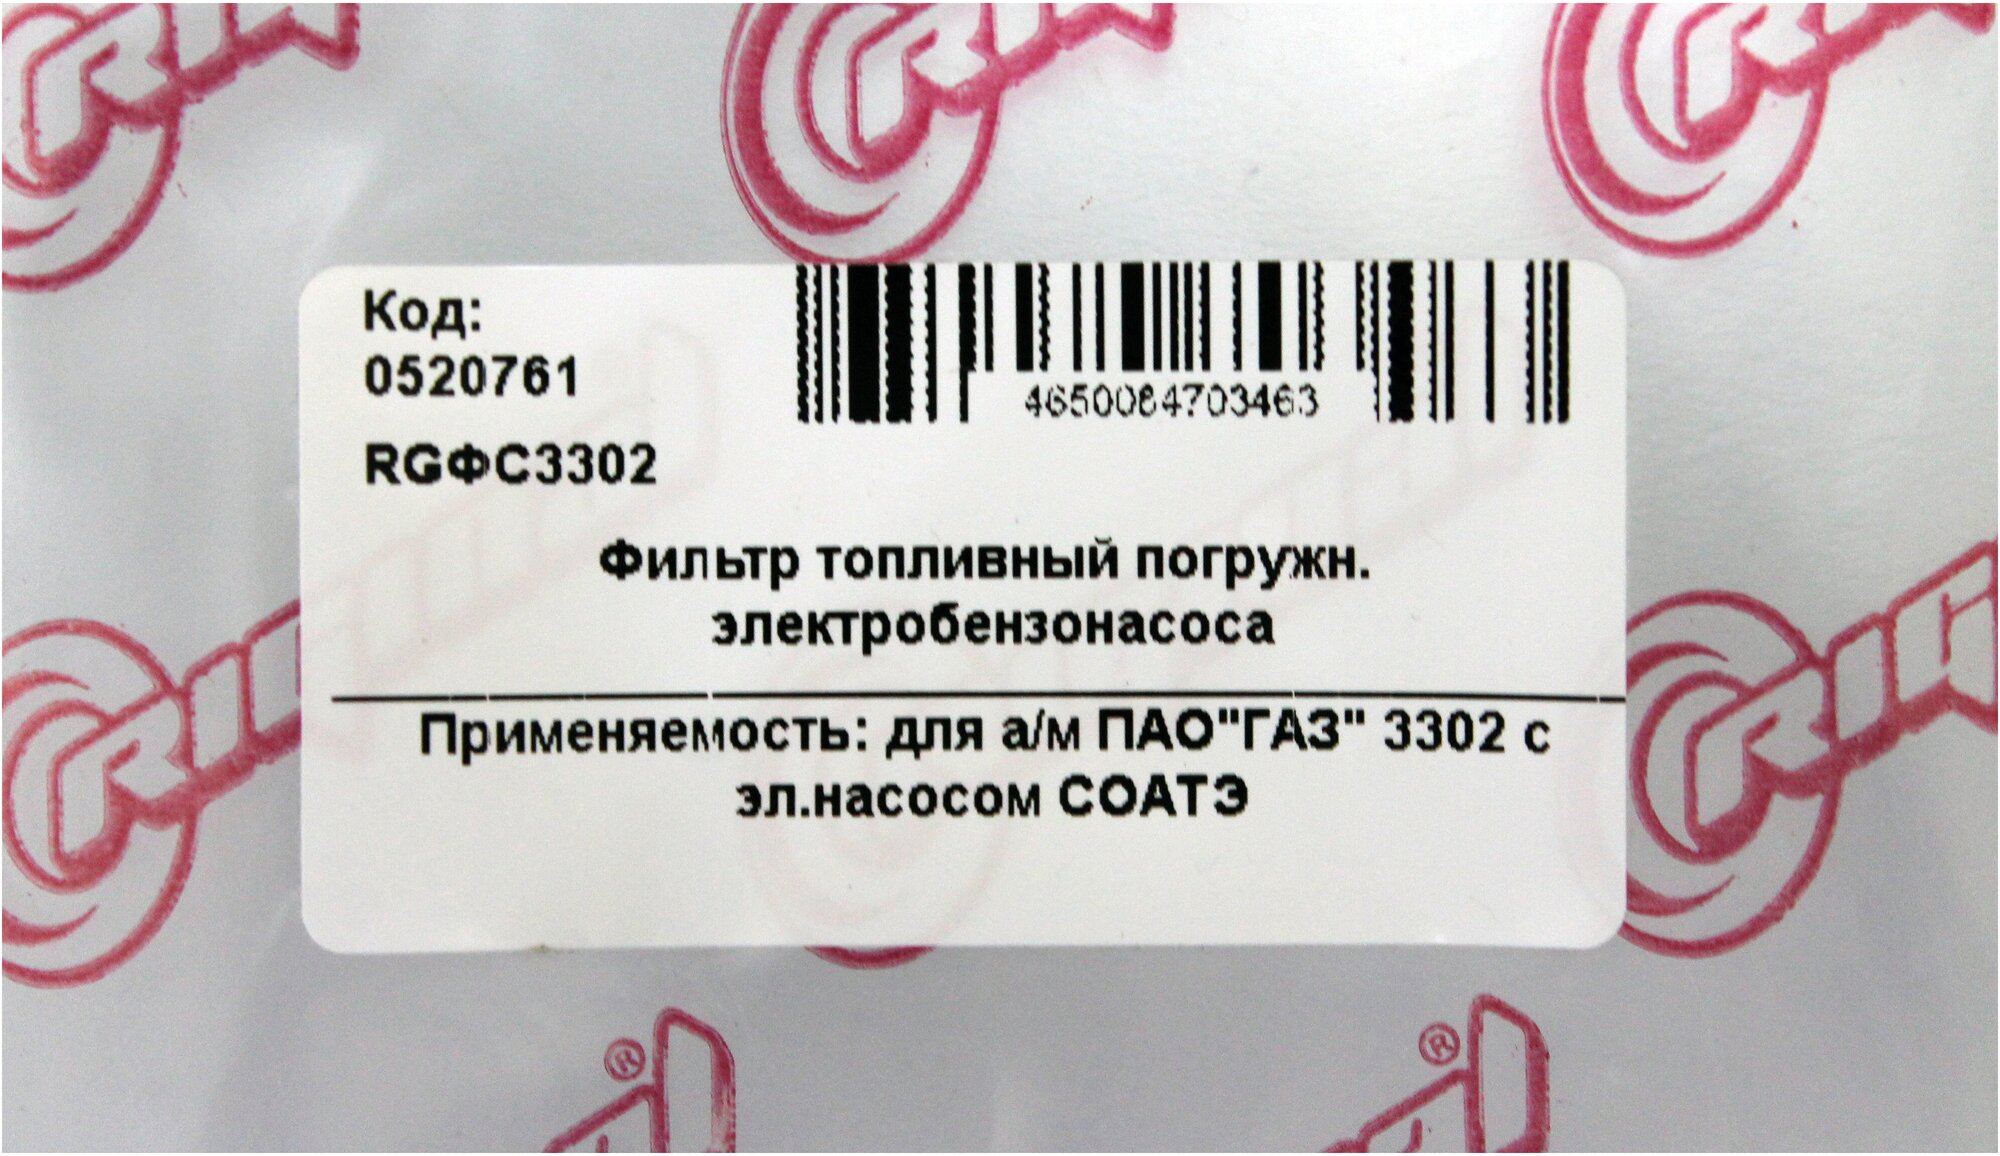 Код:
0520761
4650084703463
RGФС3302
Фильтр топливный погружн.
электробензонасоса
Применяемость: для а/м ПАО"ГАЗ" 3302 с
эл.насосом СОАТЭ
®
®